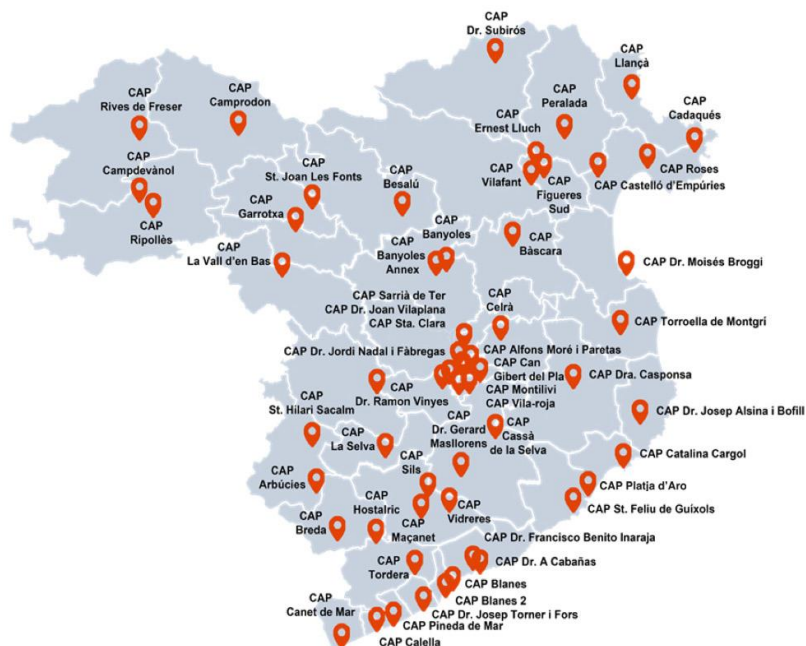 CAP
Dr. Subirós
CAP
Llançà
CAP
Rives de Freser
CAP
Camprodon
CAP
Peralada
CAP
Cadaqués
CAP
Ernest Lluch
CAP
Campdevànol
CAP
St. Joan Les Fonts
CAP
Besalú
CAP
Vilafant
CAP
Figueres
Sud
CAP Roses
CAP Castelló d'Empúries
CAP
Garrotxa
CAP
Ripollès
CAP
Banyoles
CAP
Bàscara
CAP
La Vall d'en Bas
CAP
Banyoles
Annex
CAP Dr. Moisés Broggi
CAP Sarrià de Ter
CAP Dr. Joan Vilaplana
CAP Sta. Clara
CAP
Celrà
CAP Torroella de Montgrí
CAP Dr. Jordi Nadal i Fàbregas
CAP Alfons Moré i Paretas
CAP Can
Gibert del Pla
CAP Montilivi
CAP Vila-roja
CAP Dra. Casponsa
CAP
Dr. Ramon Vinyes
CAP
St. Hilari Sacalm
CAP Dr. Josep Alsina i Bofill
CAP
Dr. Gerard
Masllorens
CAP
Cassà
de la Selva
CAP
La Selva
CAP Catalina Cargol
CAP
Sils
CAP
Arbúcies
CAP Platja d'Aro
CAP St. Feliu de Guíxols
CAP
Hostalric
CAP
Vidreres
CAP
Breda
CAP
Maçanet
CAP Dr. Francisco Benito Inaraja
CAP
Tordera
CAP Dr. A Cabañas
CAP Blanes
CAP Blanes 2
CAP
Canet de Mar
CAP Dr. Josep Torner i Fors
CAP Pineda de Mar
CAP Calella